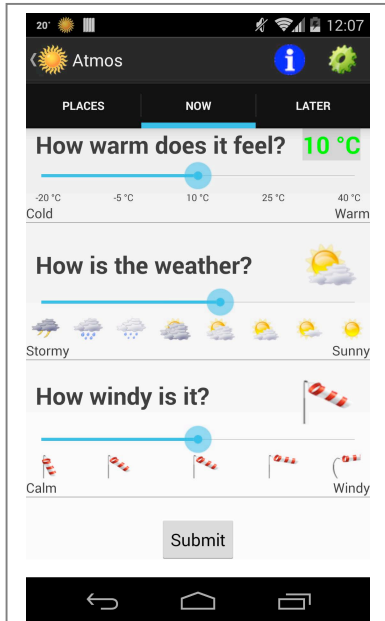 20° 12:07
Atmos
PLACES NOW LATER
How warm does it feel? 10 °C
-20 °C -5 °C 10 °C 25 °C 40 °C
Cold Warm
How is the weather?
Stormy Sunny
How windy is it?
Calm Windy
Submit